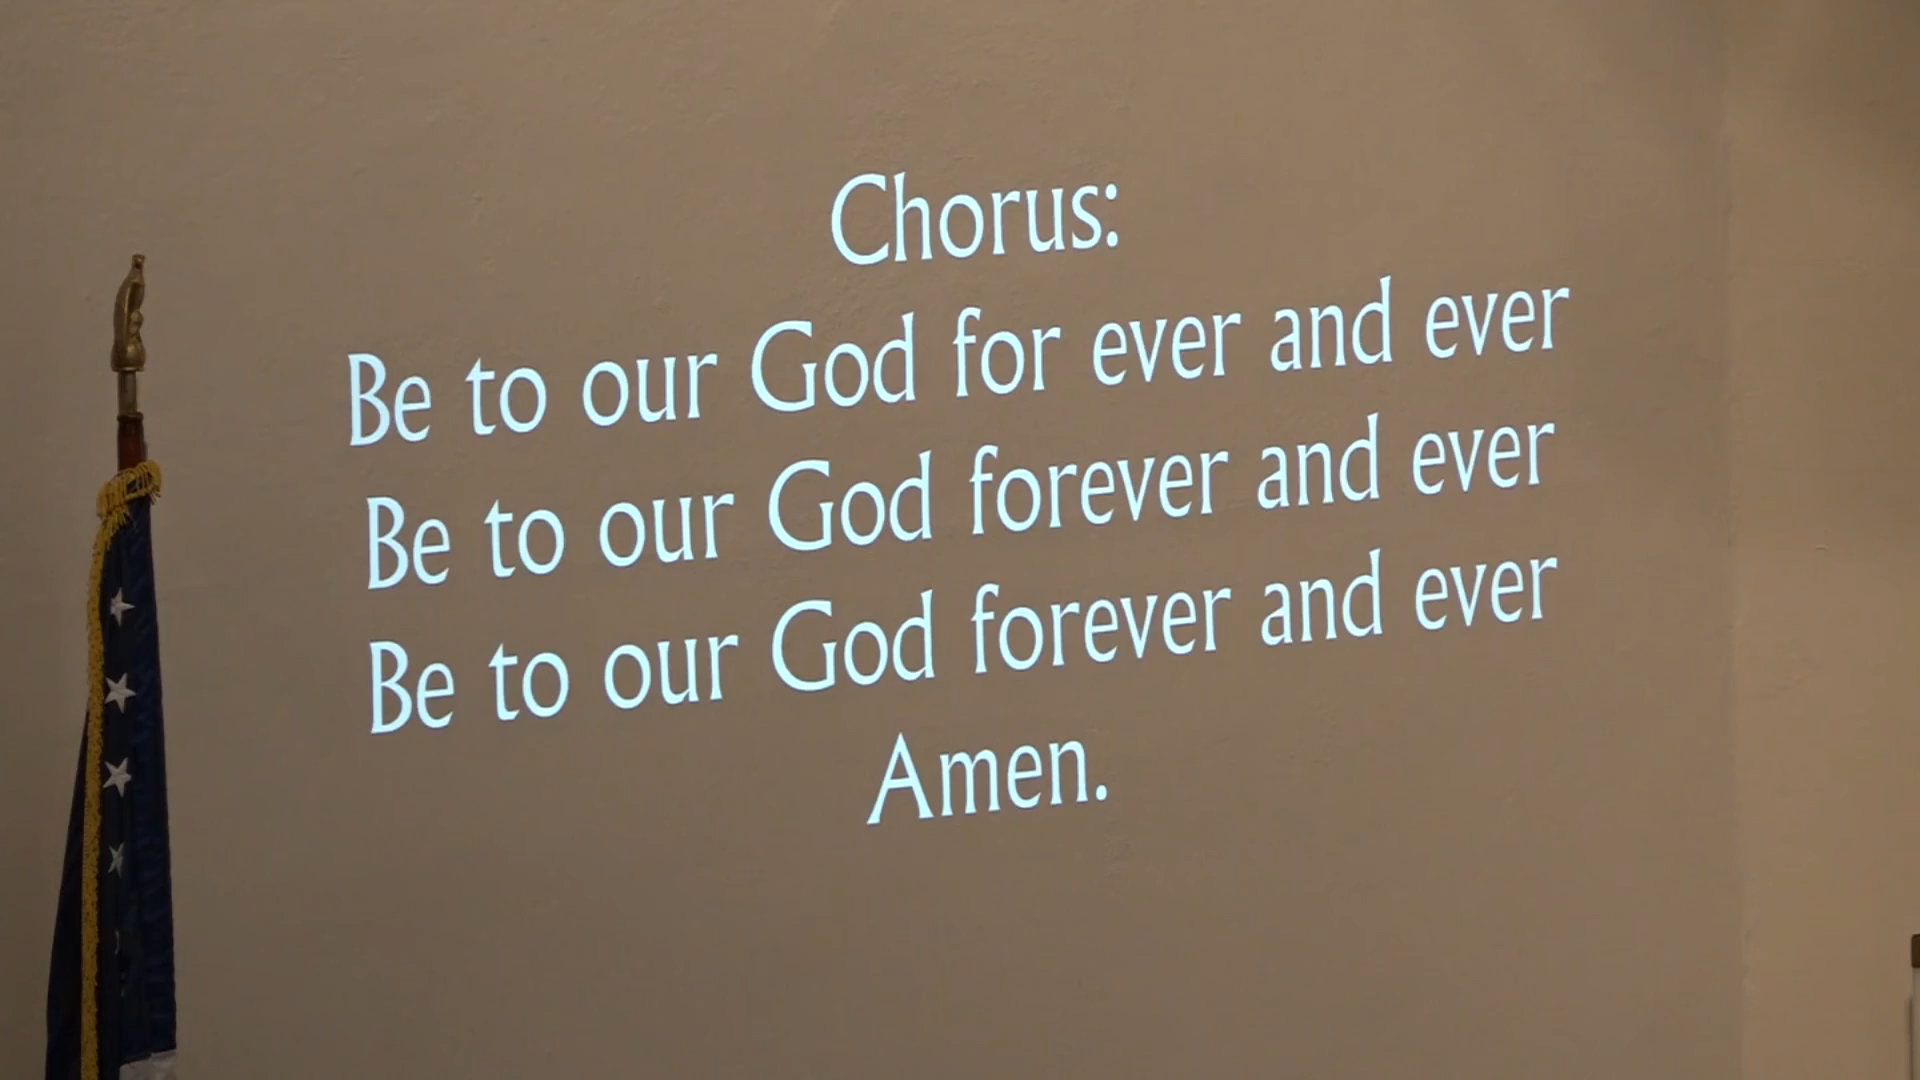 Chorus:
Be to our God for ever and ever
Be to our God forever and ever
Be to our God forever and ever
Amen.